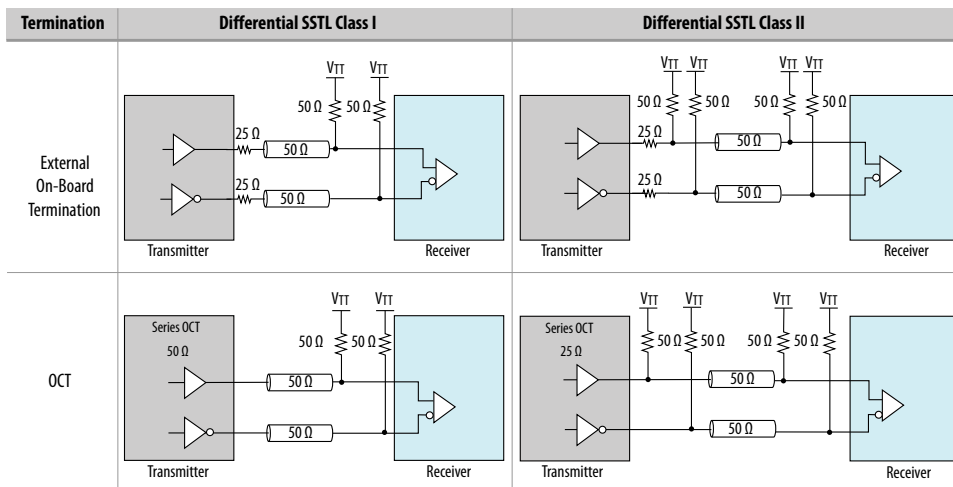 Termination
Differential SSTL Class I
Differential SSTL Class II
External
On-Board
Termination
VTT VTT
50 Ω 50 Ω
25 Ω
50 Ω
25 Ω
50 Ω
Transmitter
Receiver
VTT VTT VTT VTT
50 Ω 50 Ω 50 Ω 50 Ω
25 Ω
50 Ω
25 Ω
50 Ω
Transmitter
Receiver
OCT
VTT VTT
Series OCT
50 Ω
50 Ω 50 Ω
50 Ω
50 Ω
Transmitter
Receiver
VTT VTT VTT VTT
Series OCT
25 Ω
50 Ω 50 Ω 50 Ω 50 Ω
50 Ω
50 Ω
Transmitter
Receiver